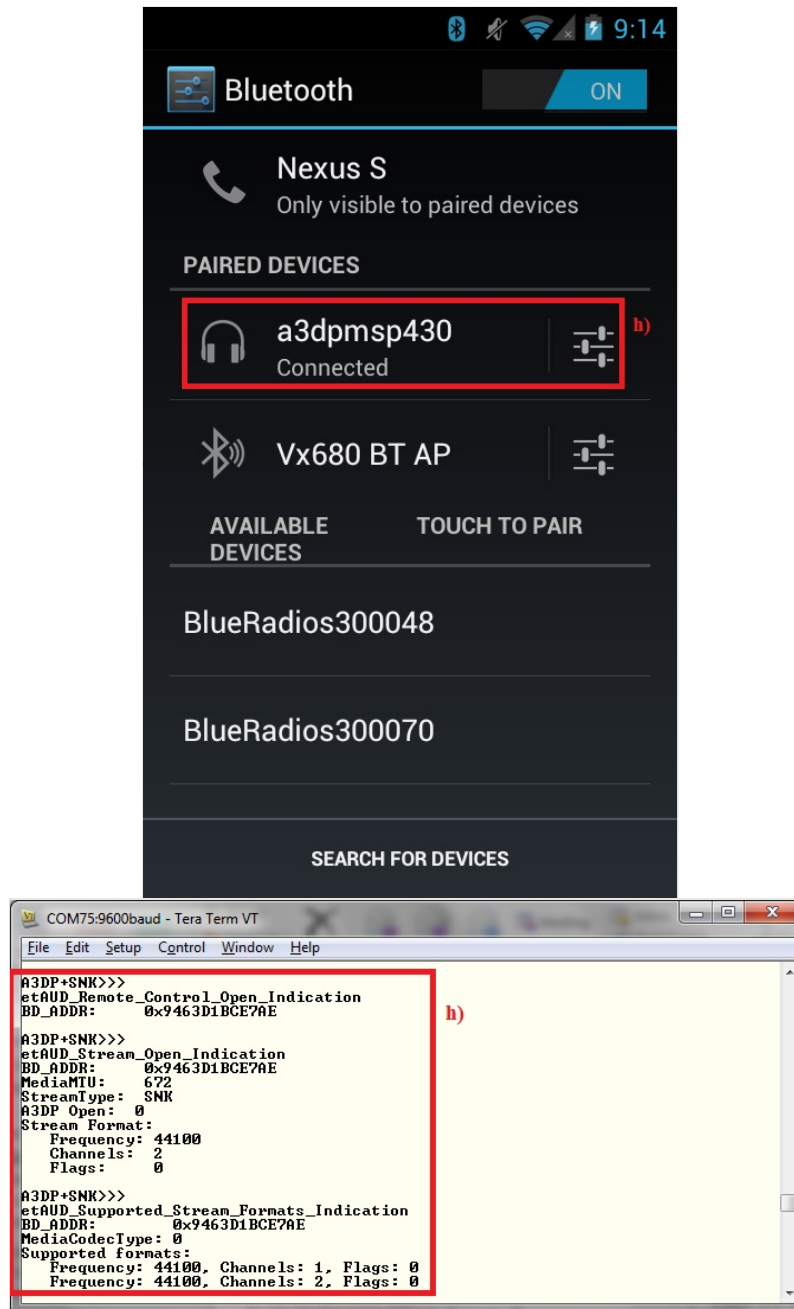 9:14
Bluetooth ON
Nexus S
Only visible to paired devices
PAIRED DEVICES
a3dpmsp430
Connected
h)
Vx680 BT AP
AVAILABLE DEVICES
TOUCH TO PAIR
BlueRadios300048
BlueRadios300070
SEARCH FOR DEVICES
COM75:9600baud - Tera Term VT
File Edit Setup Control Window Help
A3DP+SNK>>>
etAUD_Remote_Control_Open_Indication
BD_ADDR: 0x9463D1BCE7AE
h)
A3DP+SNK>>>
etAUD_Stream_Open_Indication
BD_ADDR: 0x9463D1BCE7AE
MediaMTU: 672
StreamType: SNK
A3DP Open: 0
Stream Format:
Frequency: 44100
Channels: 2
Flags: 0
A3DP+SNK>>>
etAUD_Supported_Stream_Formats_Indication
BD_ADDR: 0x9463D1BCE7AE
MediaCodecType: 0
Supported formats:
Frequency: 44100, Channels: 1, Flags: 0
Frequency: 44100, Channels: 2, Flags: 0